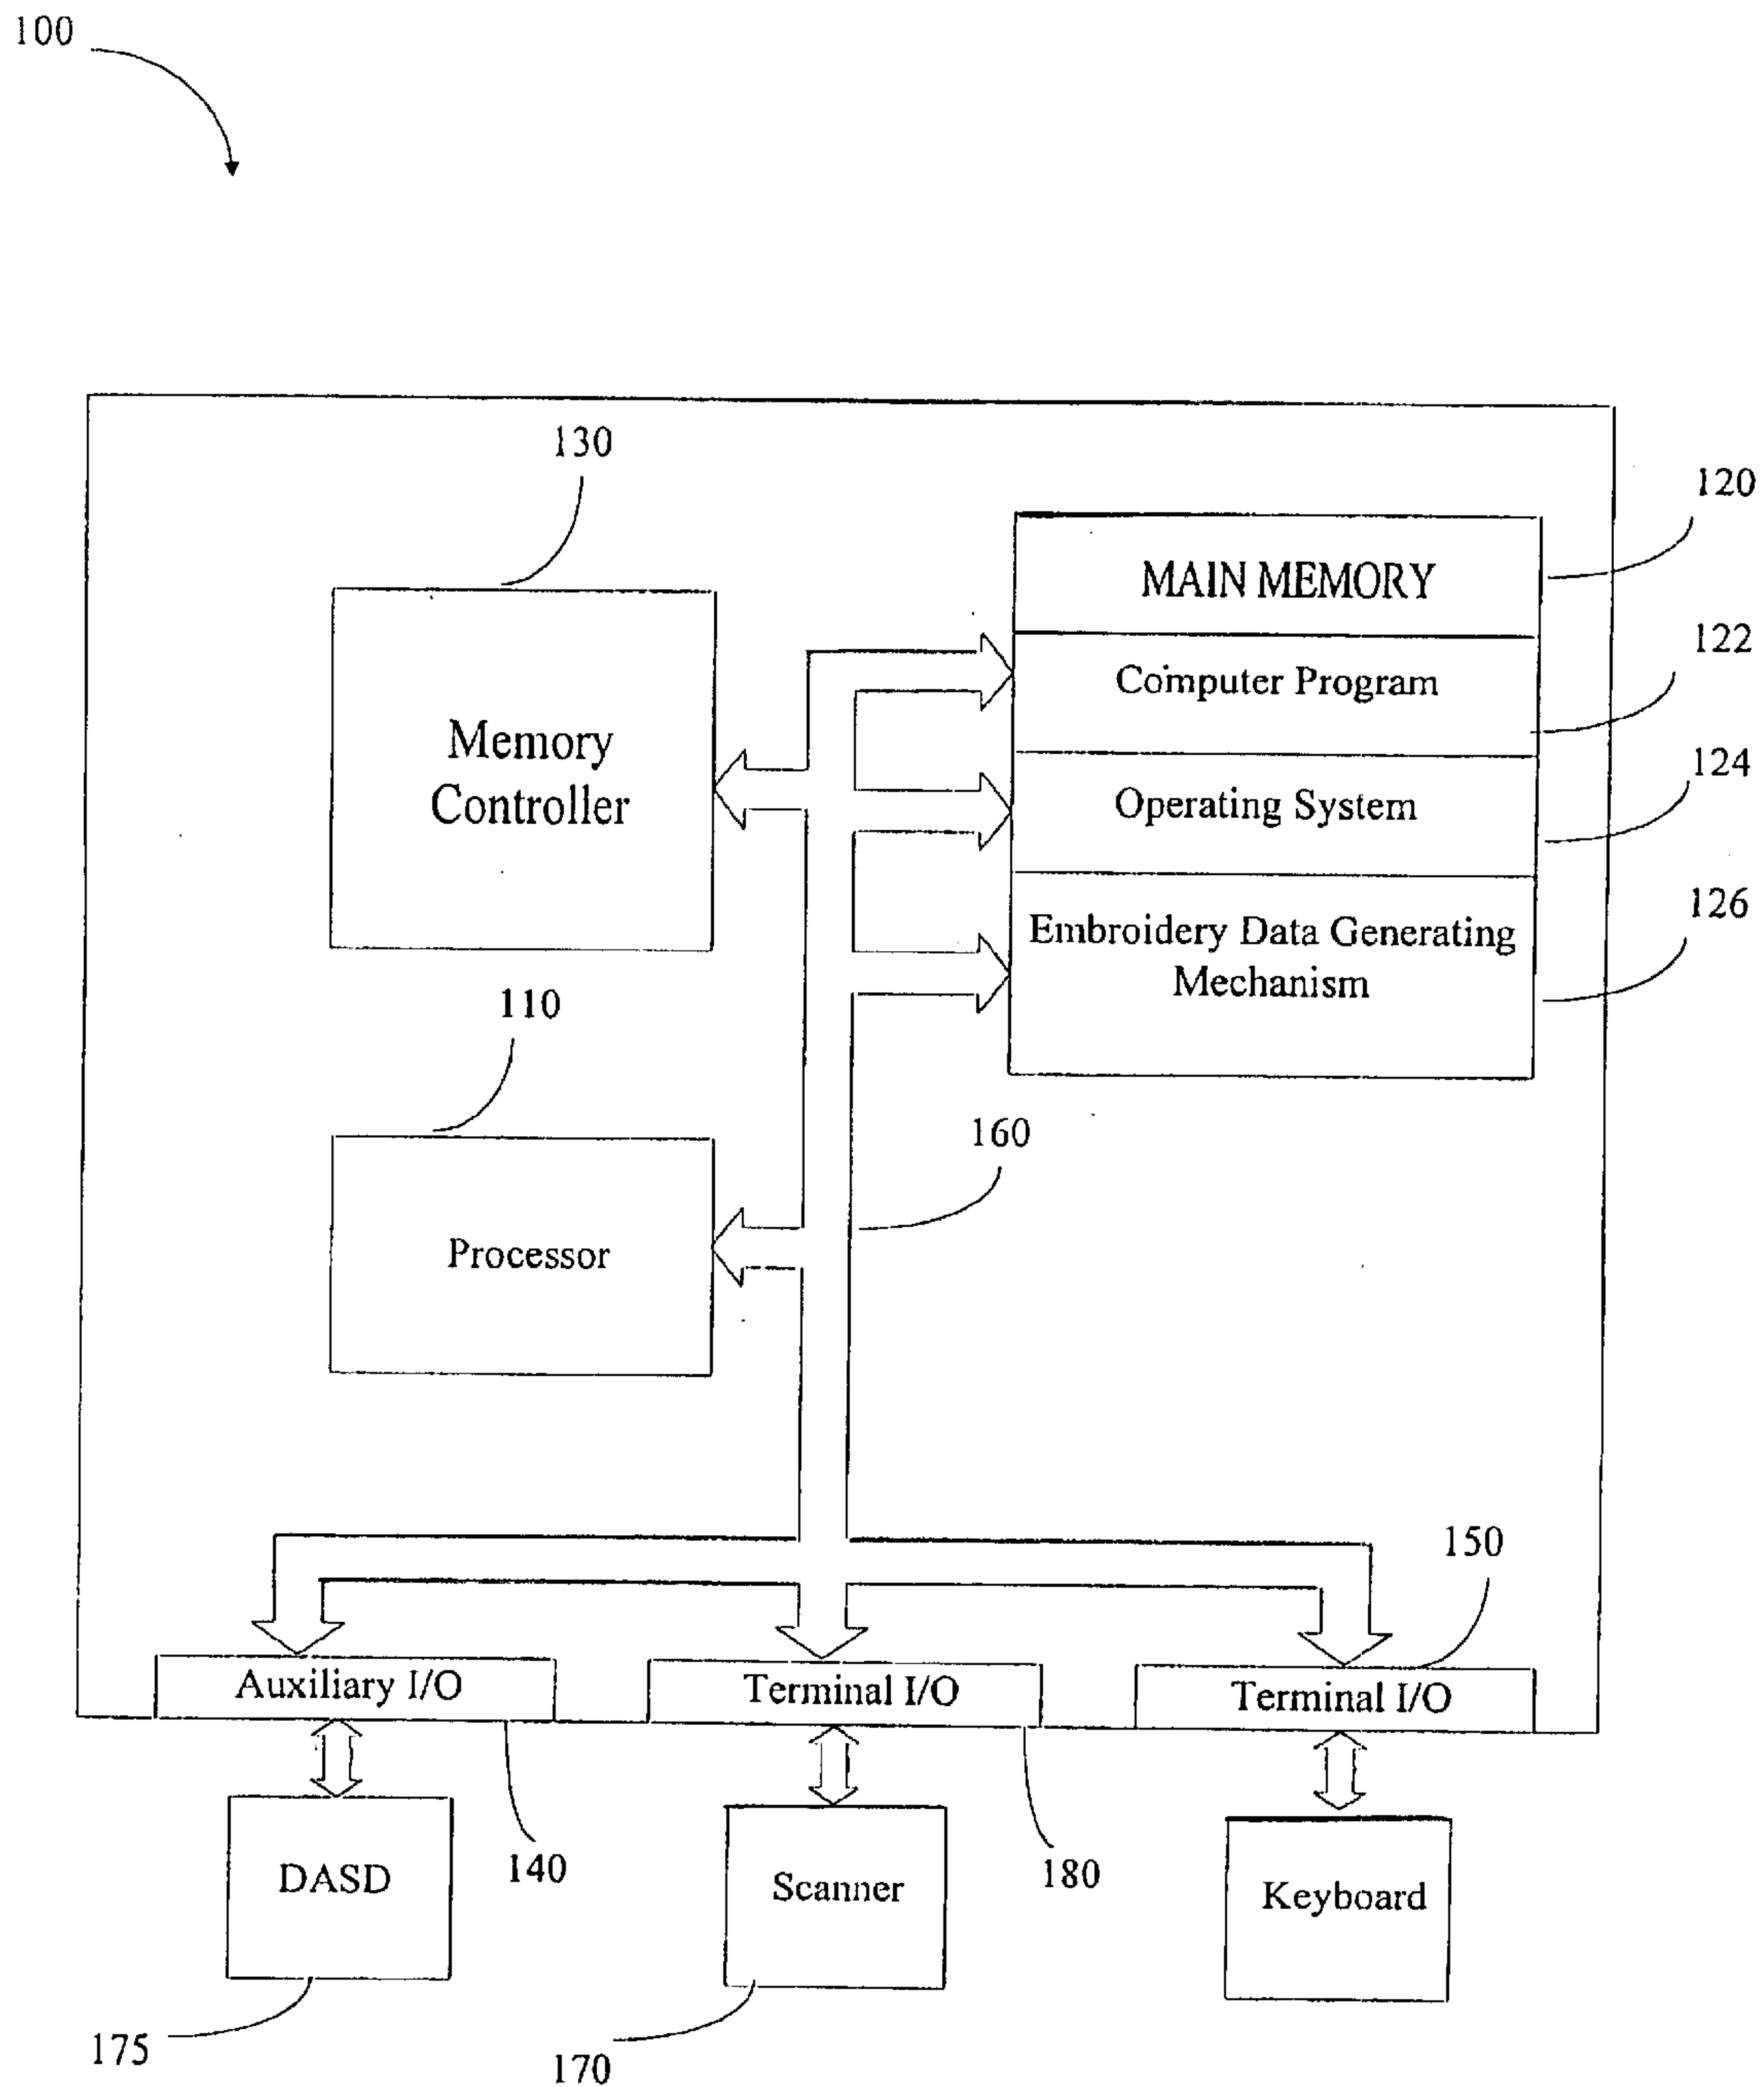 100
130
120
MAIN MEMORY
122
Computer Program
Memory
Controller
124
Operating System
126
Embroidery Data Generating
Mechanism
110
160
Processor
150
Auxiliary I/O
Terminal I/O
Terminal I/O
140
180
DASD
Scanner
Keyboard
175
170